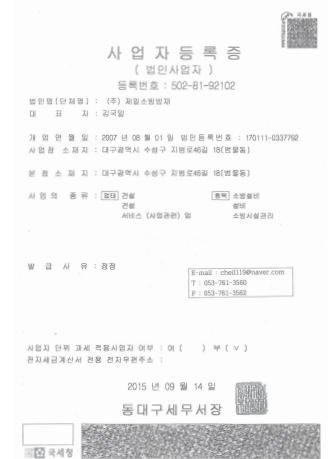 사업자등록증
( 법인사업자 )
등록번호 : 502-81-92102
법인명(단체명) : (주) 제일소방방재
대 표 자 : 김국일
개 업 연 월 일 : 2007 년 08 월 01 일 법인등록번호 : 170111-0337792
사업장 소재지 : 대구광역시 수성구 지범로46길 18(범물동)
본 점 소 재 지 : 대구광역시 수성구 지범로46길 18(범물동)
사 업 의 종 류 : 업태 건설 종목 소방설비
건설 설비
서비스 (사업관련) 업 소방시설관리
발 급 사 유 : 정정
E-mail : cheil119@naver.com
T : 053-761-3560
F : 053-761-3562
사업자 단위 과세 적용사업자 여부 : 여 ( ) 부 ( ∨ )
전자세금계산서 전용 전자우편주소 :
2015 년 09 월 14 일
동대구세무서장
국세청